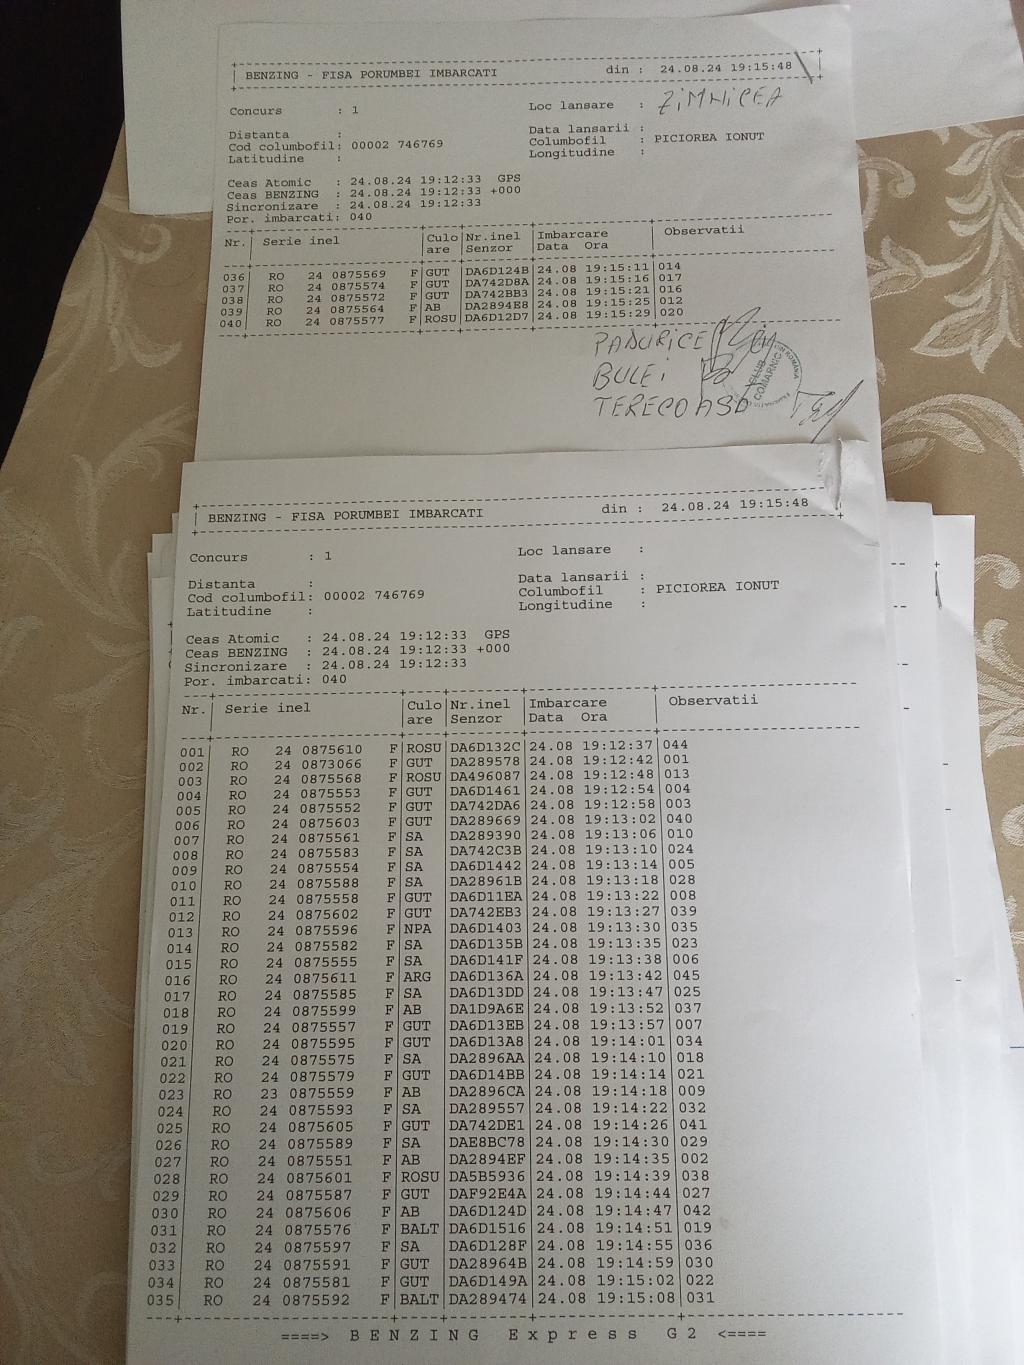 BENZING - FISA PORUMBEI IMBARCATI din : 24.08.24 19:15:48
Concurs : 1 Loc lansare : ZIMNICEA
Distanta : Data lansarii :
Cod columbofil: 00002 746769 Columbofil : PICIOREA IONUT
Latitudine : Longitudine :
Ceas Atomic : 24.08.24 19:12:33 GPS
Ceas BENZING : 24.08.24 19:12:33 +000
Sincronizare : 24.08.24 19:12:33
Por. imbarcati: 040
Nr. Serie inel Culo Nr.inel Imbarcare Observatii
are Senzor Data Ora
036 RO 24 0875569 F GUT DA6D124B 24.08 19:15:11 014
037 RO 24 0875574 F GUT DA742D8A 24.08 19:15:16 017
038 RO 24 0875572 F GUT DA742BB3 24.08 19:15:21 016
039 RO 24 0875564 F AB DA2894E8 24.08 19:15:25 012
040 RO 24 0875577 F ROSU DA6D12D7 24.08 19:15:29 020
PADURICE
BULEI
TERECOASA
CLUB
COMARNIC
DIN ROMANIA
BENZING - FISA PORUMBEI IMBARCATI din : 24.08.24 19:15:48
Concurs : 1 Loc lansare :
Distanta : Data lansarii :
Cod columbofil: 00002 746769 Columbofil : PICIOREA IONUT
Latitudine : Longitudine :
Ceas Atomic : 24.08.24 19:12:33 GPS
Ceas BENZING : 24.08.24 19:12:33 +000
Sincronizare : 24.08.24 19:12:33
Por. imbarcati: 040
Nr. Serie inel Culo Nr.inel Imbarcare Observatii
are Senzor Data Ora
001 RO 24 0875610 F ROSU DA6D132C 24.08 19:12:37 044
002 RO 24 0873066 F GUT DA289578 24.08 19:12:42 001
003 RO 24 0875568 F ROSU DA496087 24.08 19:12:48 013
004 RO 24 0875553 F GUT DA6D1461 24.08 19:12:54 004
005 RO 24 0875552 F GUT DA742DA6 24.08 19:12:58 003
006 RO 24 0875603 F GUT DA289669 24.08 19:13:02 040
007 RO 24 0875561 F SA DA289390 24.08 19:13:06 010
008 RO 24 0875583 F SA DA742C3B 24.08 19:13:10 024
009 RO 24 0875554 F SA DA6D1442 24.08 19:13:14 005
010 RO 24 0875588 F SA DA28961B 24.08 19:13:18 028
011 RO 24 0875558 F GUT DA6D11EA 24.08 19:13:22 008
012 RO 24 0875602 F GUT DA742EB3 24.08 19:13:27 039
013 RO 24 0875596 F NPA DA6D1403 24.08 19:13:30 035
014 RO 24 0875582 F SA DA6D135B 24.08 19:13:35 023
015 RO 24 0875555 F SA DA6D141F 24.08 19:13:38 006
016 RO 24 0875611 F ARG DA6D136A 24.08 19:13:42 045
017 RO 24 0875585 F SA DA6D13DD 24.08 19:13:47 025
018 RO 24 0875599 F AB DA1D9A6E 24.08 19:13:52 037
019 RO 24 0875557 F GUT DA6D13EB 24.08 19:13:57 007
020 RO 24 0875595 F GUT DA6D13A8 24.08 19:14:01 034
021 RO 24 0875575 F SA DA2896AA 24.08 19:14:10 018
022 RO 24 0875579 F GUT DA6D14BB 24.08 19:14:14 021
023 RO 23 0875559 F AB DA2896CA 24.08 19:14:18 009
024 RO 24 0875593 F SA DA289557 24.08 19:14:22 032
025 RO 24 0875605 F GUT DA742DE1 24.08 19:14:26 041
026 RO 24 0875589 F SA DAE8BC78 24.08 19:14:30 029
027 RO 24 0875551 F AB DA2894EF 24.08 19:14:35 002
028 RO 24 0875601 F ROSU DA5B5936 24.08 19:14:39 038
029 RO 24 0875587 F GUT DAF92E4A 24.08 19:14:44 027
030 RO 24 0875606 F AB DA6D124D 24.08 19:14:47 042
031 RO 24 0875576 F BALT DA6D1516 24.08 19:14:51 019
032 RO 24 0875597 F SA DA6D128F 24.08 19:14:55 036
033 RO 24 0875591 F GUT DA28964B 24.08 19:14:59 030
034 RO 24 0875581 F GUT DA6D149A 24.08 19:15:02 022
035 RO 24 0875592 F BALT DA289474 24.08 19:15:08 031
====> BENZING Express G2 <====